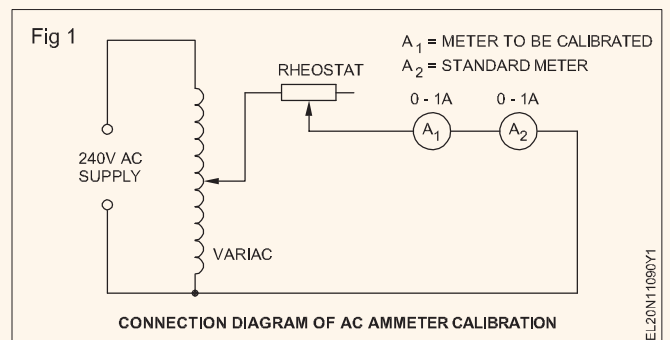 Fig 1
A1 = METER TO BE CALIBRATED
A2 = STANDARD METER
RHEOSTAT
0 - 1A 0 - 1A
A1 A2
240V AC
SUPPLY
VARIAC
CONNECTION DIAGRAM OF AC AMMETER CALIBRATION
EL20N11090Y1